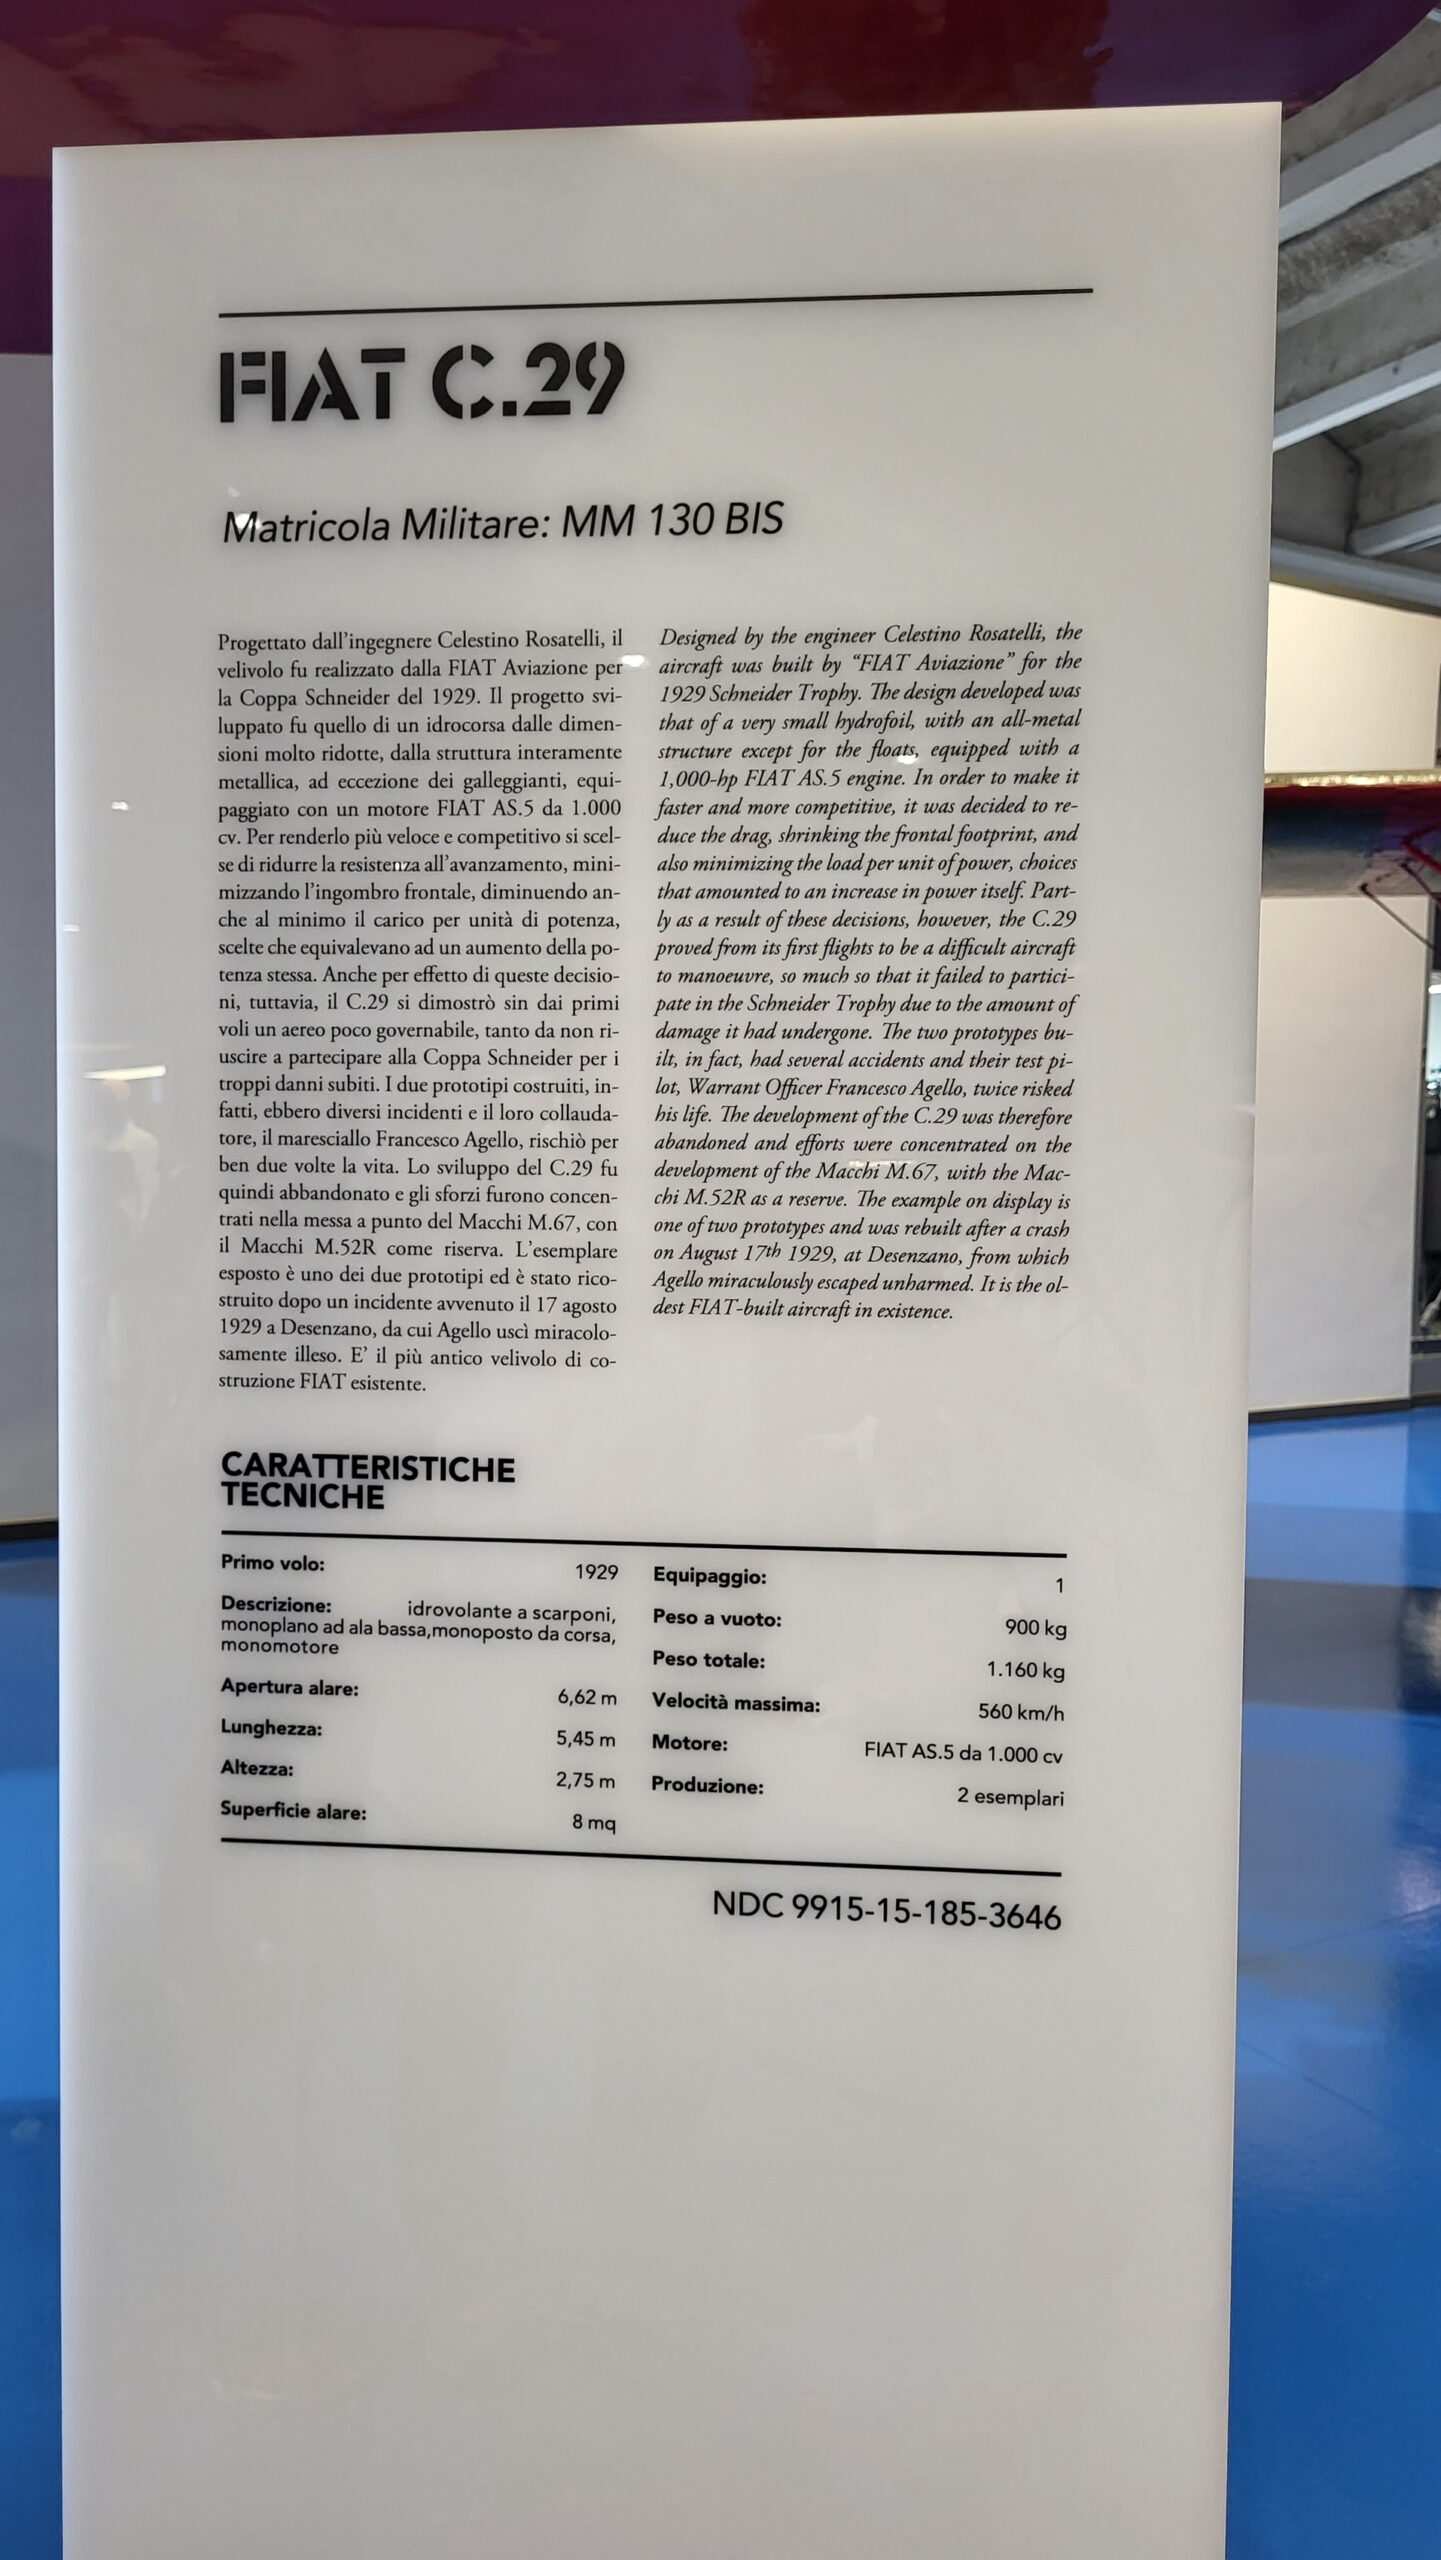 FIAT C.29
Matricola Militare: MM 130 BIS
Progettato dall'ingegnere Celestino Rosatelli, il
velivolo fu realizzato dalla FIAT Aviazione per
la Coppa Schneider del 1929. Il progetto svi-
luppato fu quello di un idrocorsa dalle dimen-
sioni molto ridotte, dalla struttura interamente
metallica, ad eccezione dei galleggianti, equi-
paggiato con un motore FIAT AS.5 da 1.000
cv. Per renderlo più veloce e competitivo si scel-
se di ridurre la resistenza all'avanzamento, mini-
mizzando l'ingombro frontale, diminuendo an-
che al minimo il carico per unità di potenza,
scelte che equivalevano ad un aumento della po-
tenza stessa. Anche per effetto di queste decisio-
ni, tuttavia, il C.29 si dimostrò sin dai primi
voli un aereo poco governabile, tanto da non ri-
uscire a partecipare alla Coppa Schneider per i
troppi danni subiti. I due prototipi costruiti, in-
fatti, ebbero diversi incidenti e il loro collauda-
tore, il maresciallo Francesco Agello, rischiò per
ben due volte la vita. Lo sviluppo del C.29 fu
quindi abbandonato e gli sforzi furono concen-
trati nella messa a punto del Macchi M.67, con
il Macchi M.52R come riserva. L'esemplare
esposto è uno dei due prototipi ed è stato rico-
struito dopo un incidente avvenuto il 17 agosto
1929 a Desenzano, da cui Agello uscì miracolo-
samente illeso. E' il più antico velivolo di co-
struzione FIAT esistente.
Designed by the engineer Celestino Rosatelli, the
aircraft was built by “FIAT Aviazione” for the
1929 Schneider Trophy. The design developed was
that of a very small hydrofoil, with an all-metal
structure except for the floats, equipped with a
1,000-hp FIAT AS.5 engine. In order to make it
faster and more competitive, it was decided to re-
duce the drag, shrinking the frontal footprint, and
also minimizing the load per unit of power, choices
that amounted to an increase in power itself. Part-
ly as a result of these decisions, however, the C.29
proved from its first flights to be a difficult aircraft
to manoeuvre, so much so that it failed to partici-
pate in the Schneider Trophy due to the amount of
damage it had undergone. The two prototypes bu-
ilt, in fact, had several accidents and their test pi-
lot, Warrant Officer Francesco Agello, twice risked
his life. The development of the C.29 was therefore
abandoned and efforts were concentrated on the
development of the Macchi M.67, with the Mac-
chi M.52R as a reserve. The example on display is
one of two prototypes and was rebuilt after a crash
on August 17th 1929, at Desenzano, from which
Agello miraculously escaped unharmed. It is the ol-
dest FIAT-built aircraft in existence.
CARATTERISTICHE
TECNICHE
Primo volo: 1929
Descrizione: idrovolante a scarponi,
monoplano ad ala bassa,monoposto da corsa,
monomotore
Apertura alare: 6,62 m
Lunghezza: 5,45 m
Altezza: 2,75 m
Superficie alare: 8 mq
Equipaggio: 1
Peso a vuoto: 900 kg
Peso totale: 1.160 kg
Velocità massima: 560 km/h
Motore: FIAT AS.5 da 1.000 cv
Produzione: 2 esemplari
NDC 9915-15-185-3646